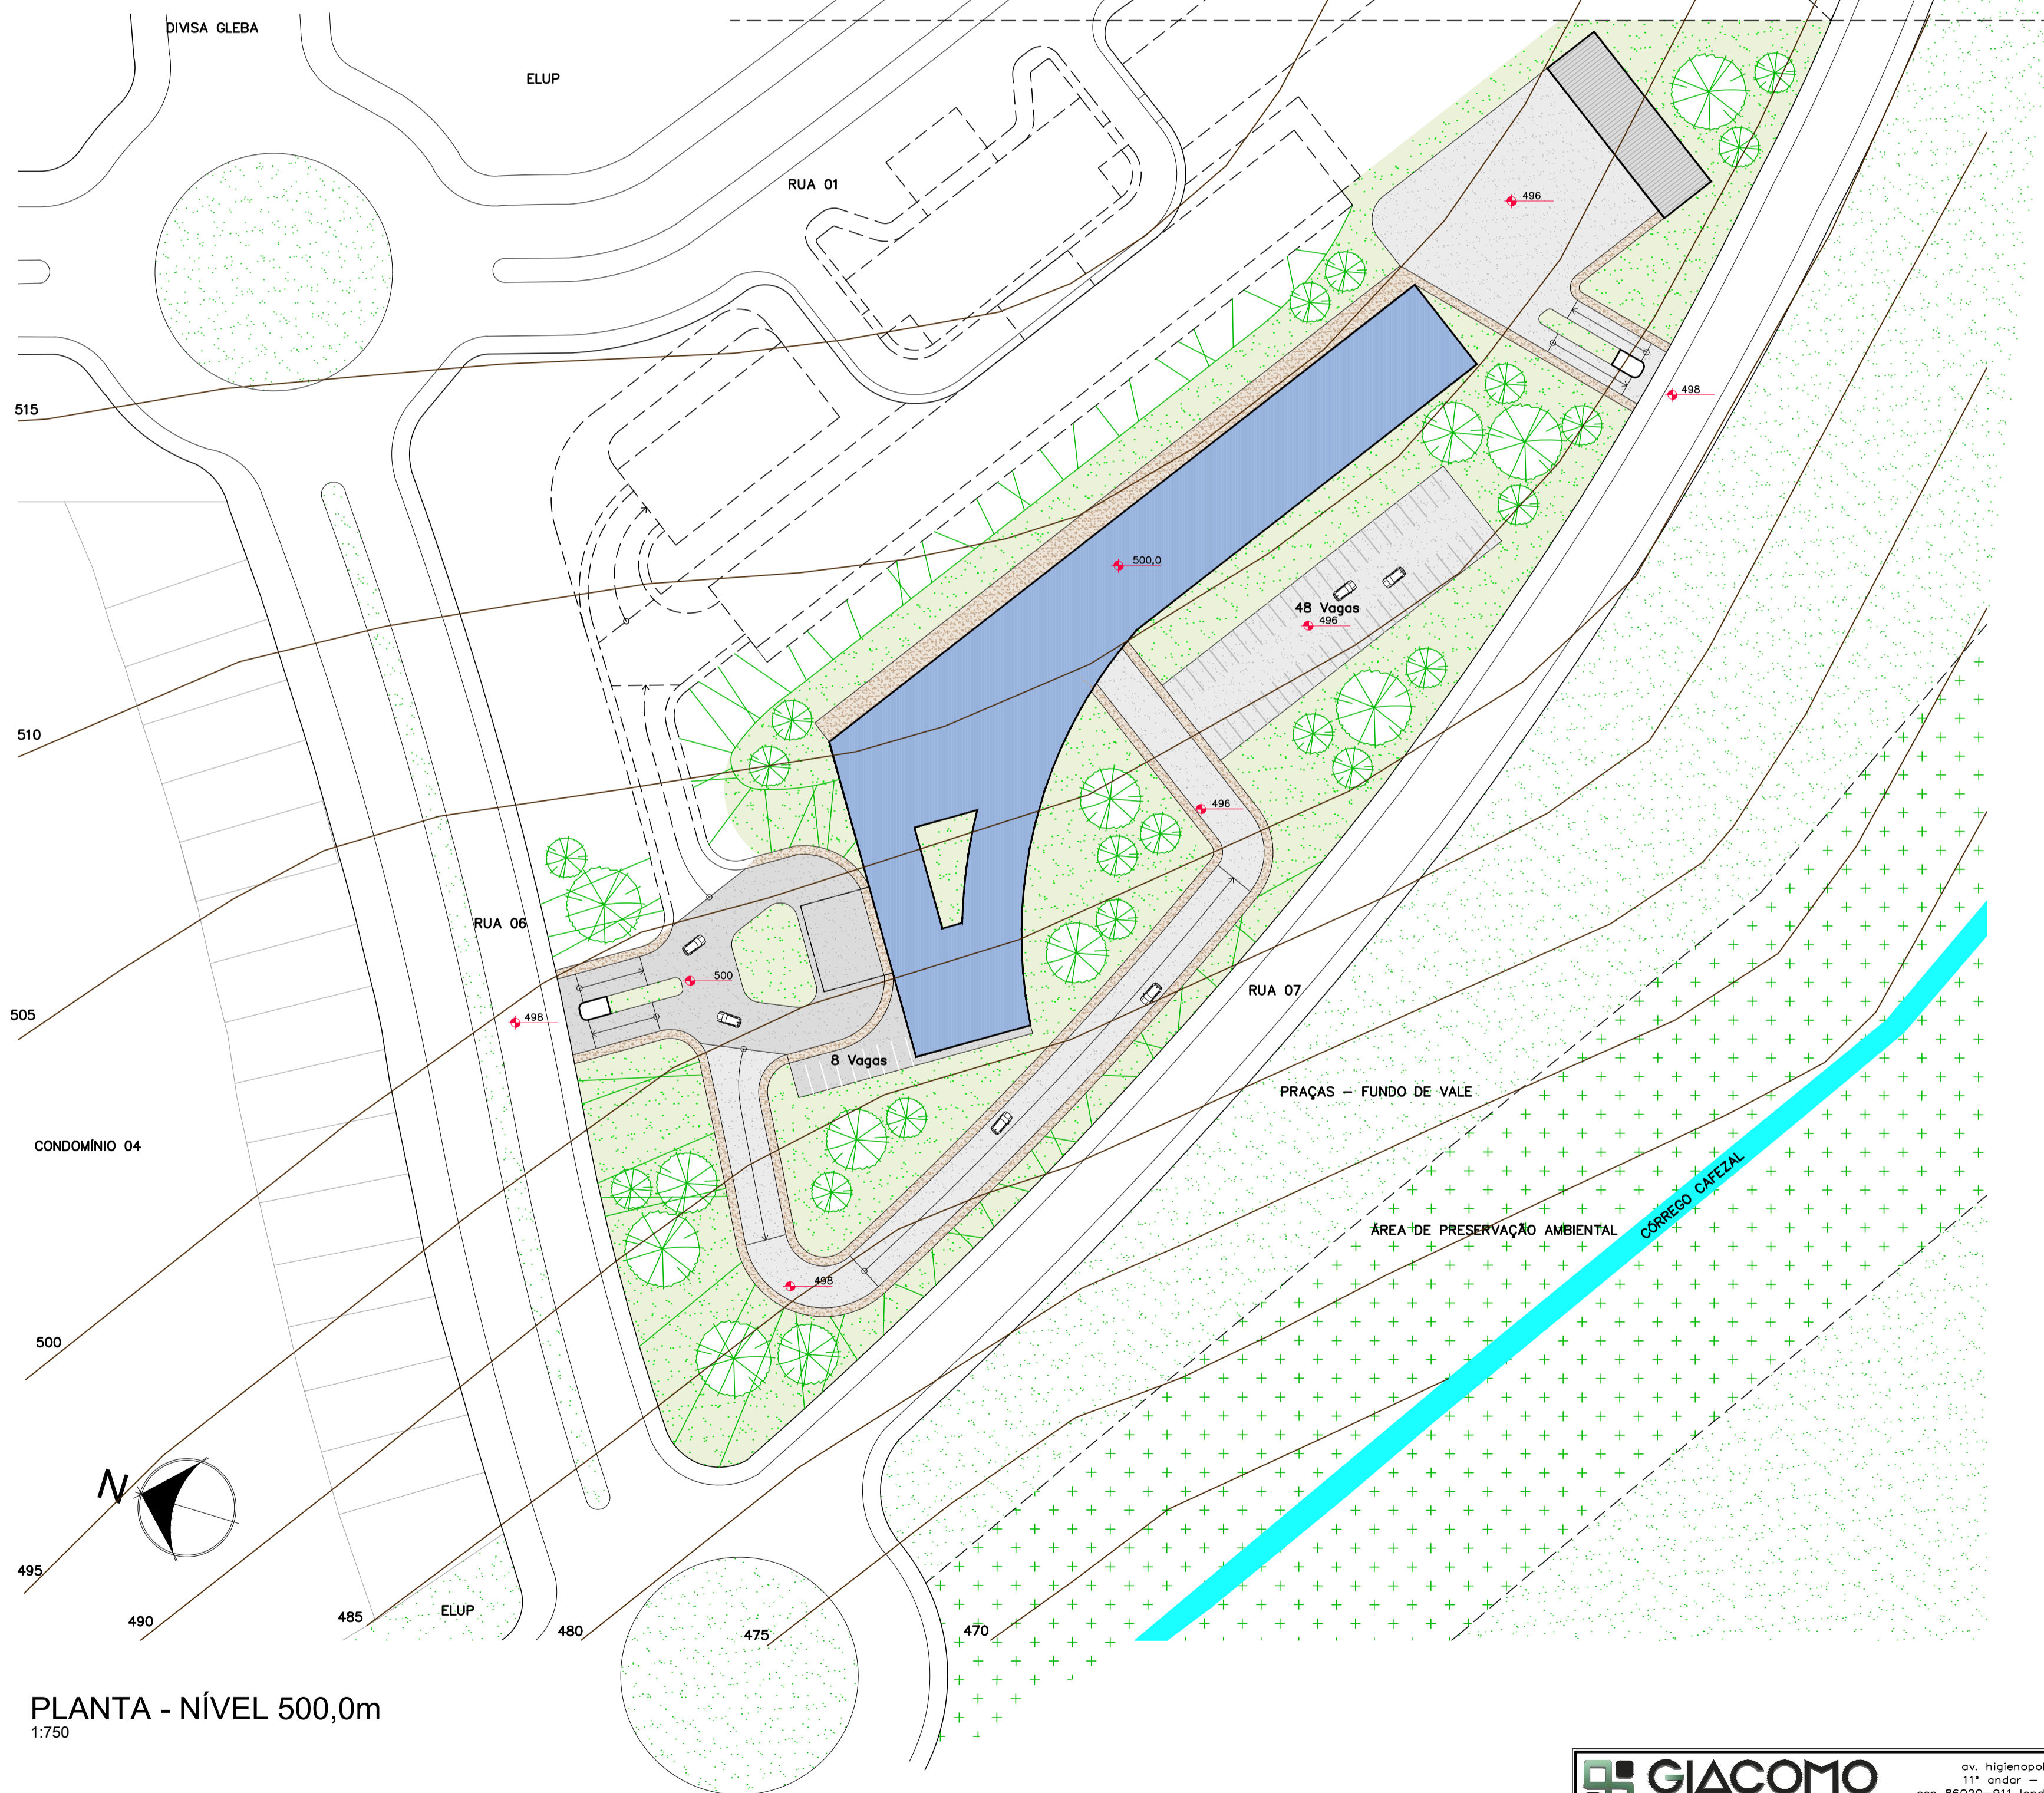 DIVISA GLEBA
ELUP
RUA 01
496
498
515
500,0
48 Vagas
496
510
496
RUA 06
500
498
505
RUA 07
8 Vagas
PRAÇAS – FUNDO DE VALE
CONDOMÍNIO 04
CÓRREGO CAFEZAL
ÁREA DE PRESERVAÇÃO AMBIENTAL
498
500
N
495
490
485
ELUP
480
475
470
PLANTA - NÍVEL 500,0m
1:750
GIACOMO
av. higienopol
11° andar –